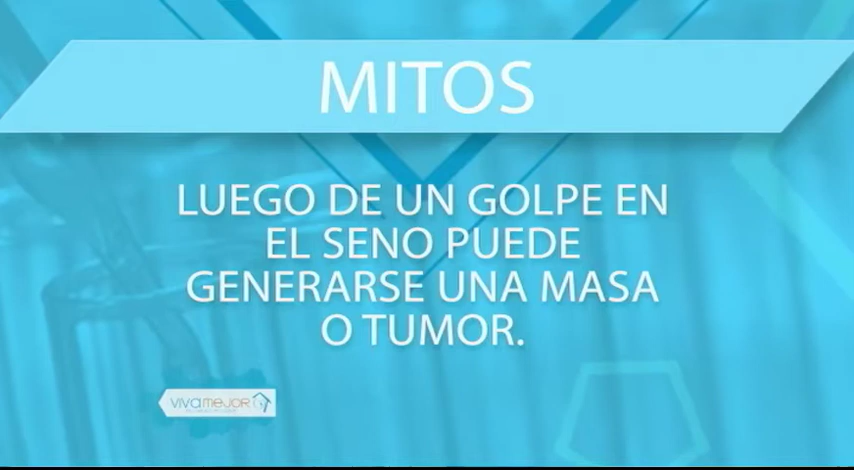 MITOS
LUEGO DE UN GOLPE EN
EL SENO PUEDE
GENERARSE UNA MASA
O TUMOR.
vivamejor